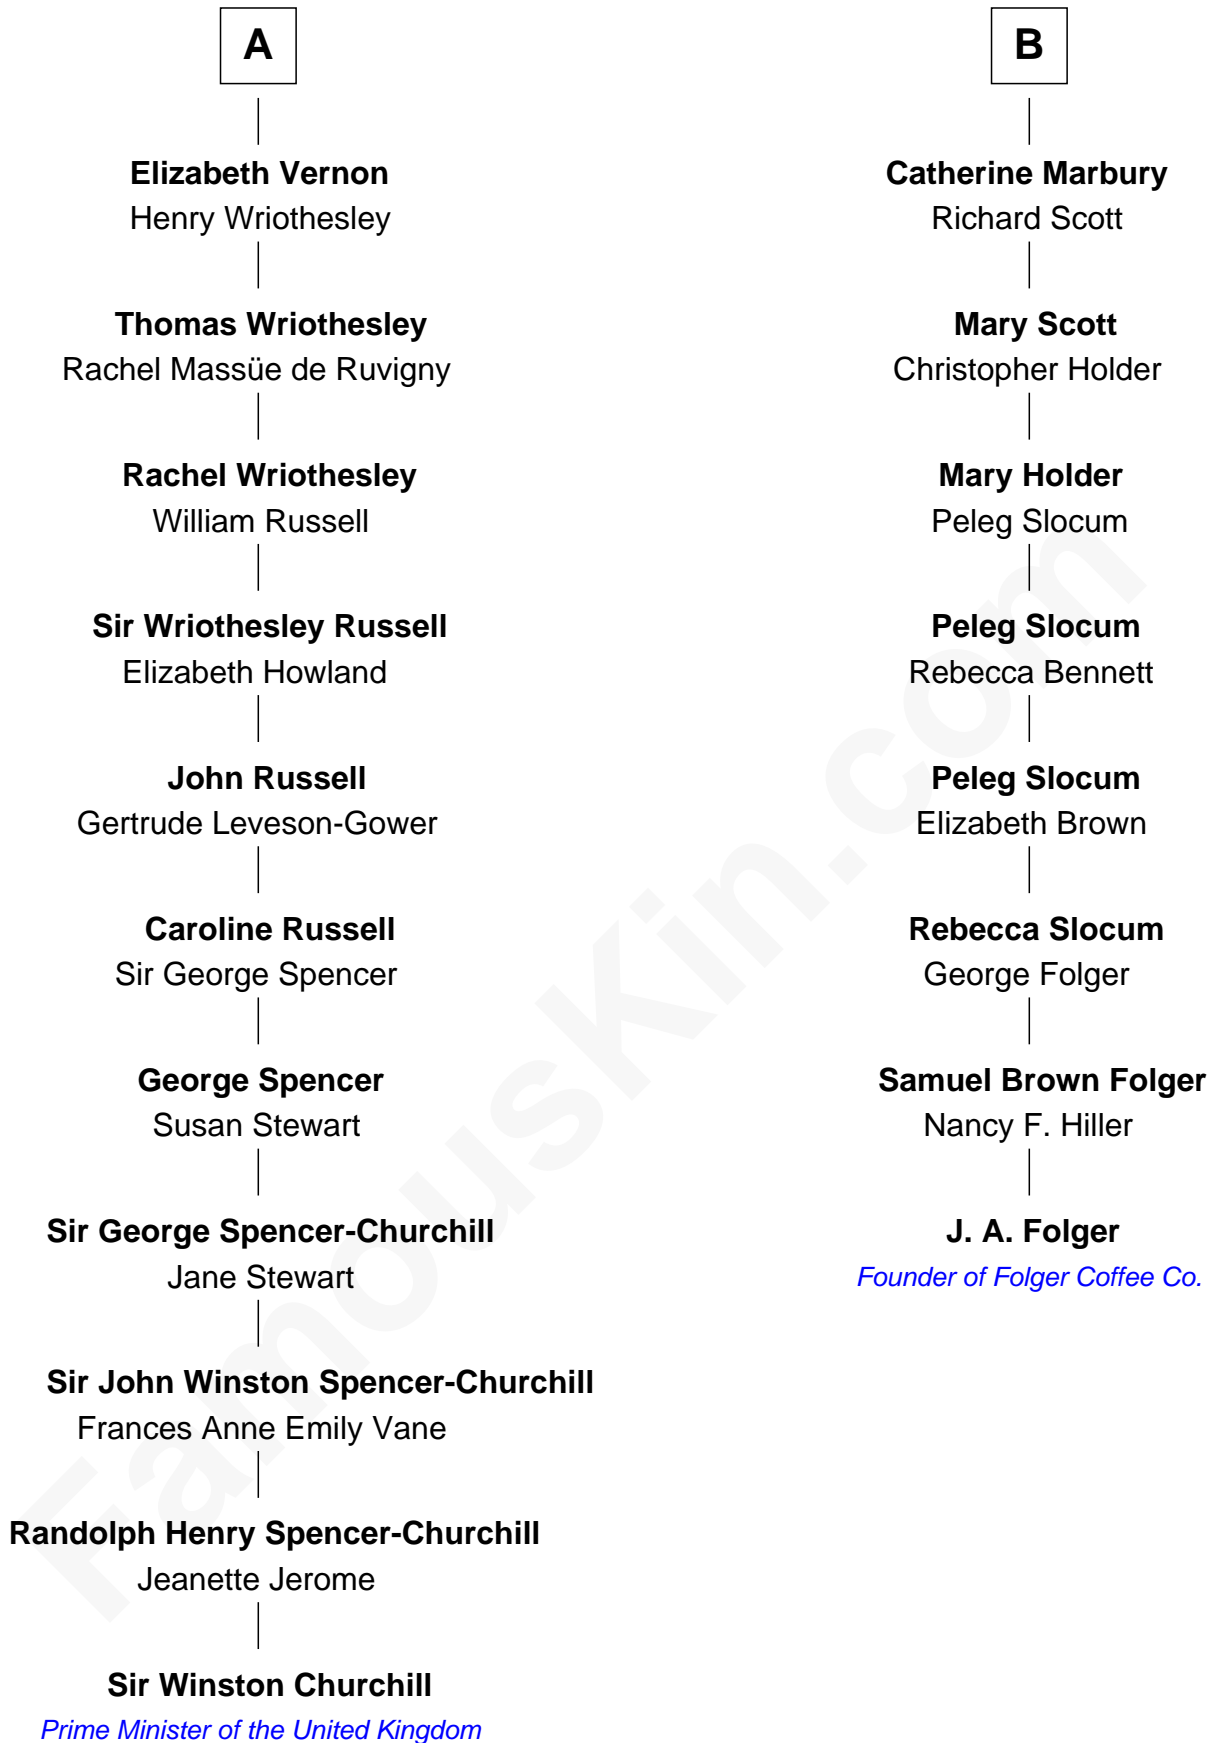 A
Elizabeth Vernon
Henry Wriothesley
Thomas Wriothesley
Rachel Massüe de Ruvigny
Rachel Wriothesley
William Russell
Sir Wriothesley Russell
Elizabeth Howland
John Russell
Gertrude Leveson-Gower
Caroline Russell
Sir George Spencer
George Spencer
Susan Stewart
Sir George Spencer-Churchill
Jane Stewart
Sir John Winston Spencer-Churchill
Frances Anne Emily Vane
Randolph Henry Spencer-Churchill
Jeanette Jerome
Sir Winston Churchill
Prime Minister of the United Kingdom
B
Catherine Marbury
Richard Scott
Mary Scott
Christopher Holder
Mary Holder
Peleg Slocum
Peleg Slocum
Rebecca Bennett
Peleg Slocum
Elizabeth Brown
Rebecca Slocum
George Folger
Samuel Brown Folger
Nancy F. Hiller
J. A. Folger
Founder of Folger Coffee Co.
FamousKin.com